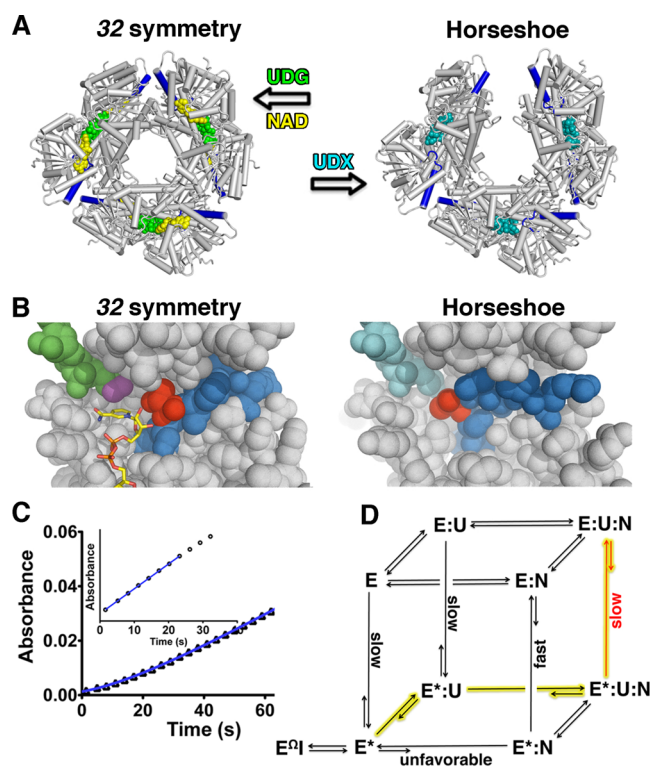 A
32 symmetry
Horseshoe
UDG
NAD
UDX
B
32 symmetry
Horseshoe
C
0.06
0.04
0.02
0.00
Absorbance
0 20 40 60
Time (s)
Absorbance
0 10 20 30 0
Time (s)
D
E:U
E:U:N
E
E:N
slow
slow
fast
slow
E*:U
E*:U:N
EΩI
E*
E*:N
unfavorable